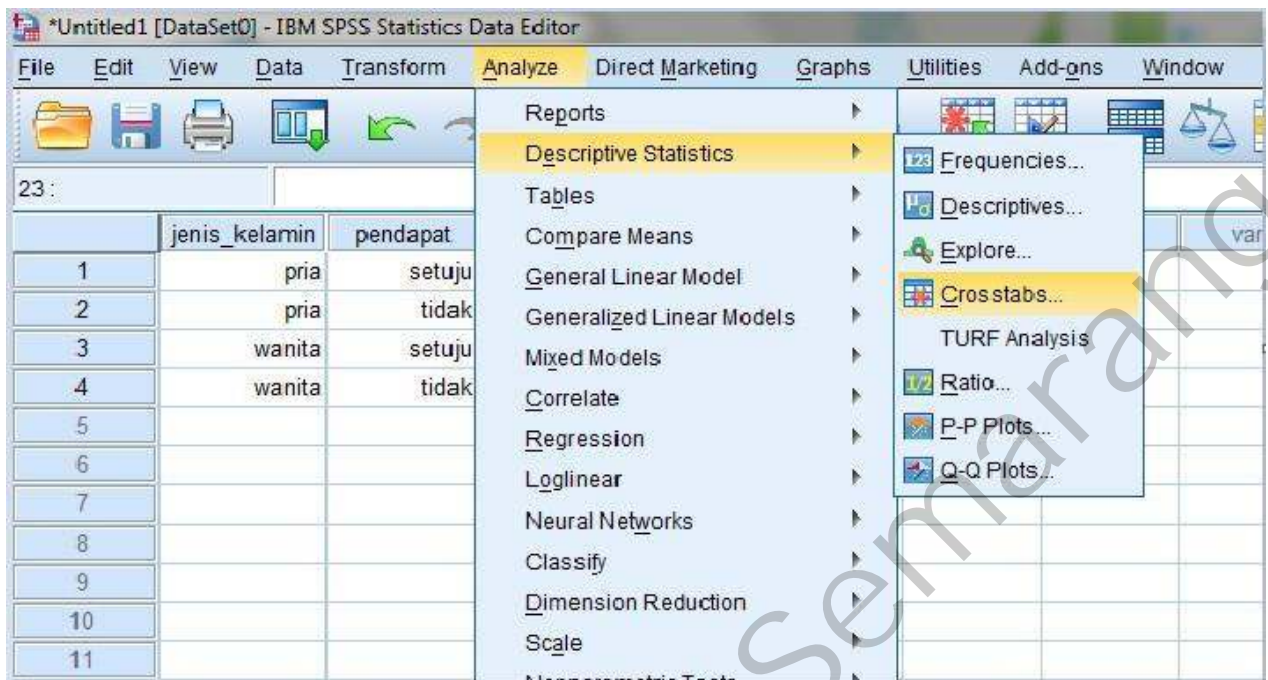 *Untitled1 [DataSet0] - IBM SPSS Statistics Data Editor
File Edit View Data Transform Analyze Direct Marketing Graphs Utilities Add-ons Window
23 :
jenis_kelamin pendapat var
1 pria setuju
2 pria tidak
3 wanita setuju
4 wanita tidak
5
6
7
8
9
10
11
Reports
Descriptive Statistics
Tables
Compare Means
General Linear Model
Generalized Linear Models
Mixed Models
Correlate
Regression
Loglinear
Neural Networks
Classify
Dimension Reduction
Scale
Frequencies...
Descriptives...
Explore...
Crosstabs...
TURF Analysis
Ratio...
P-P Plots...
Q-Q Plots...
Semarang